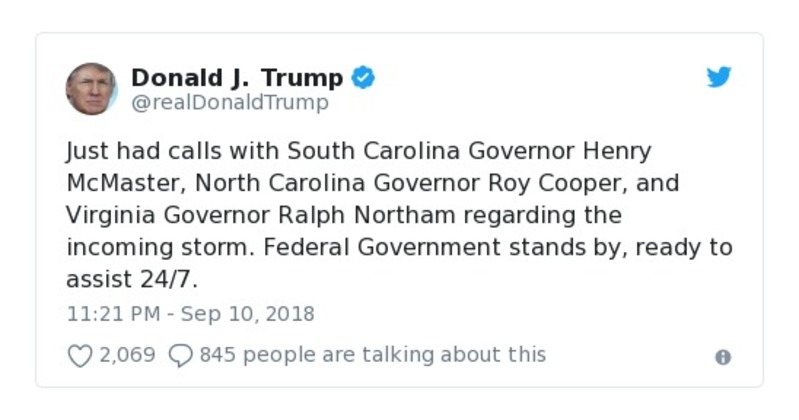 Donald J. Trump
@realDonaldTrump
Just had calls with South Carolina Governor Henry
McMaster, North Carolina Governor Roy Cooper, and
Virginia Governor Ralph Northam regarding the
incoming storm. Federal Government stands by, ready to
assist 24/7.
11:21 PM - Sep 10, 2018
2,069 845 people are talking about this